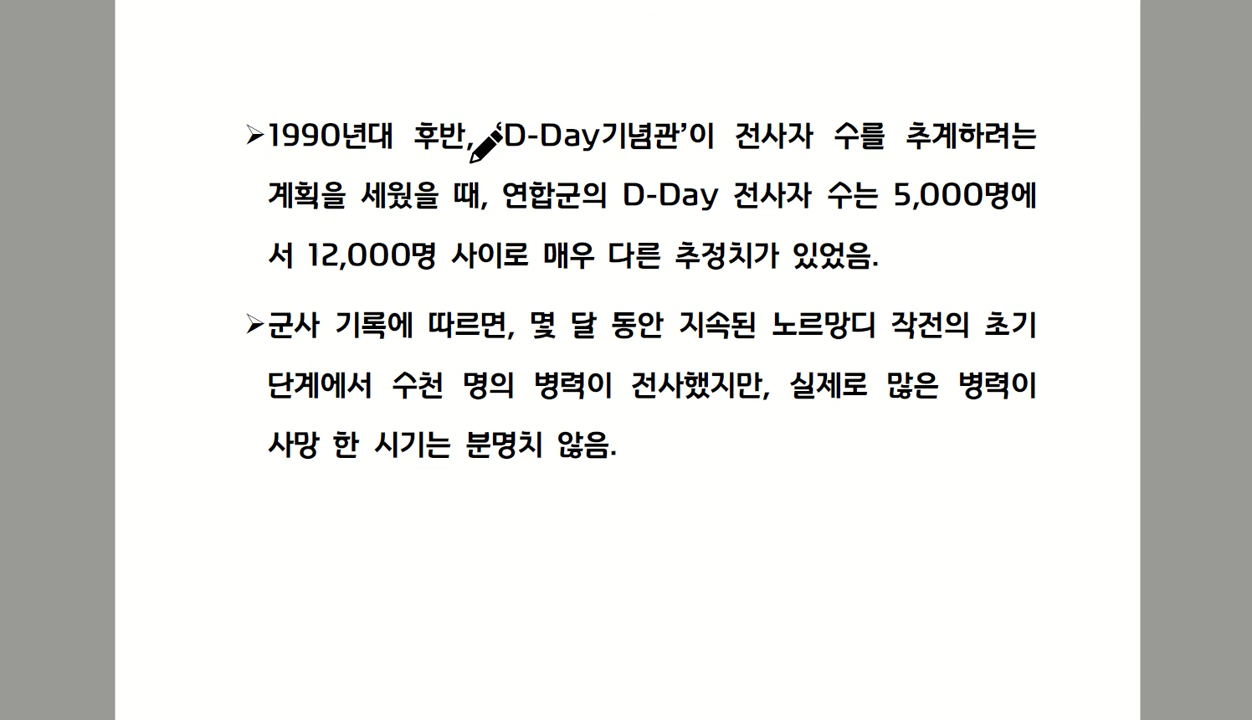 ➢1990년대 후반, ‘D-Day기념관’이 전사자 수를 추계하려는
계획을 세웠을 때, 연합군의 D-Day 전사자 수는 5,000명에
서 12,000명 사이로 매우 다른 추정치가 있었음.
➢군사 기록에 따르면, 몇 달 동안 지속된 노르망디 작전의 초기
단계에서 수천 명의 병력이 전사했지만, 실제로 많은 병력이
사망 한 시기는 분명치 않음.